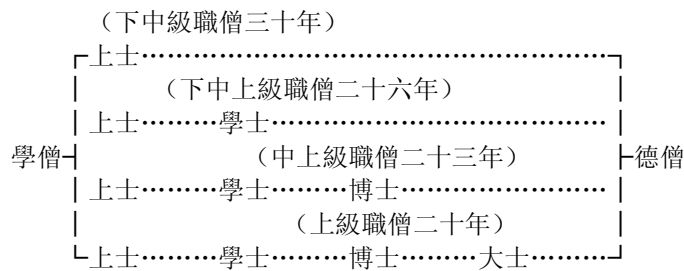 （下中級職僧三十年）
上士…………………………………………………
（下中上級職僧二十六年）
上士………學士……………………………………
學僧 （中上級職僧二十三年） 德僧
上士………學士………博士………………………
（上級職僧二十年）
上士………學士………博士………大士………